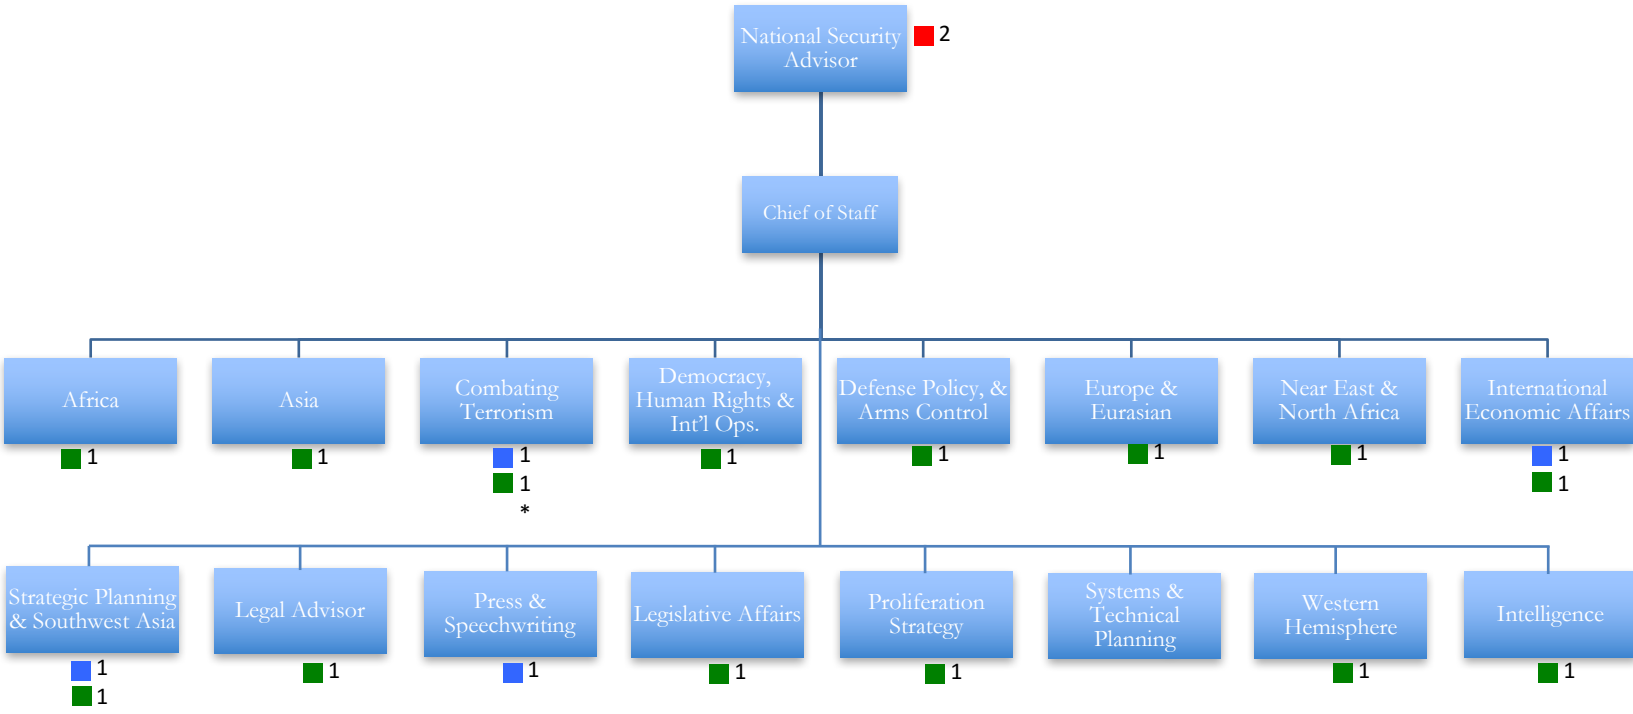 National Security
Advisor
2
Chief of Staff
Africa
1
Asia
1
Combating
Terrorism
1
1
*
Democracy,
Human Rights &
Int'l Ops.
1
Defense Policy, &
Arms Control
1
Europe &
Eurasian
1
Near East &
North Africa
1
International
Economic Affairs
1
1
Strategic Planning
& Southwest Asia
1
1
Legal Advisor
1
Press &
Speechwriting
1
Legislative Affairs
1
Proliferation
Strategy
1
Systems &
Technical
Planning
Western
Hemisphere
1
Intelligence
1